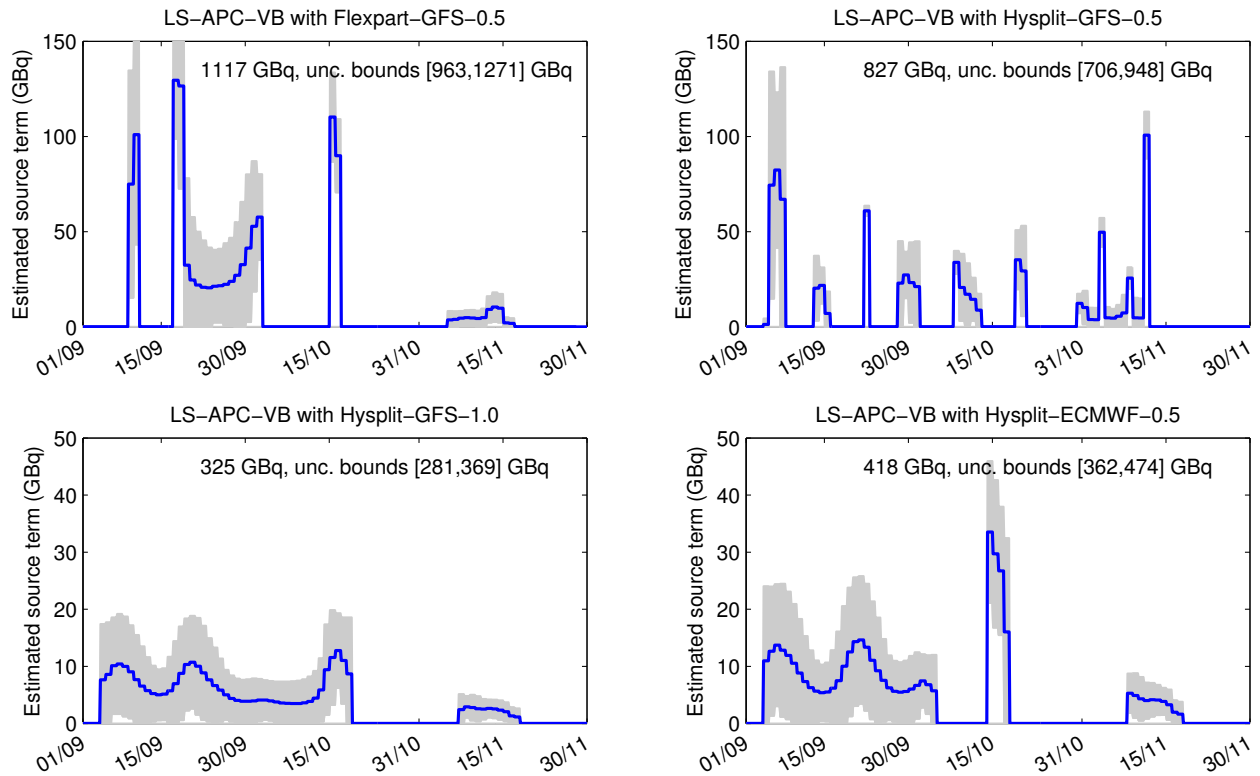 LS−APC−VB with Flexpart−GFS−0.5
Estimated source term (GBq)
1117 GBq, unc. bounds [963,1271] GBq
150
100
50
0
01/09 15/09 30/09 15/10 31/10 15/11 30/11
LS−APC−VB with Hysplit−GFS−0.5
Estimated source term (GBq)
827 GBq, unc. bounds [706,948] GBq
150
100
50
0
01/09 15/09 30/09 15/10 31/10 15/11 30/11
LS−APC−VB with Hysplit−GFS−1.0
Estimated source term (GBq)
325 GBq, unc. bounds [281,369] GBq
50
40
30
20
10
0
01/09 15/09 30/09 15/10 31/10 15/11 30/11
LS−APC−VB with Hysplit−ECMWF−0.5
Estimated source term (GBq)
418 GBq, unc. bounds [362,474] GBq
50
40
30
20
10
0
01/09 15/09 30/09 15/10 31/10 15/11 30/11